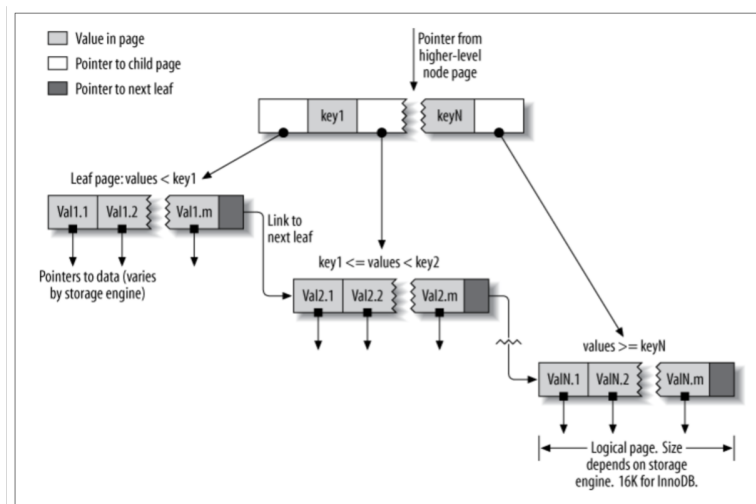 Value in page
Pointer to child page
Pointer to next leaf
Pointer from
higher-level
node page
key1
keyN
Leaf page: values < key1
Val1.1
Val1.2
Val1.m
Link to
next leaf
Pointers to data (varies
by storage engine)
key1 <= values < key2
Val2.1
Val2.2
Val2.m
values >= keyN
ValN.1
ValN.2
ValN.m
Logical page. Size
depends on storage
engine. 16K for InnoDB.